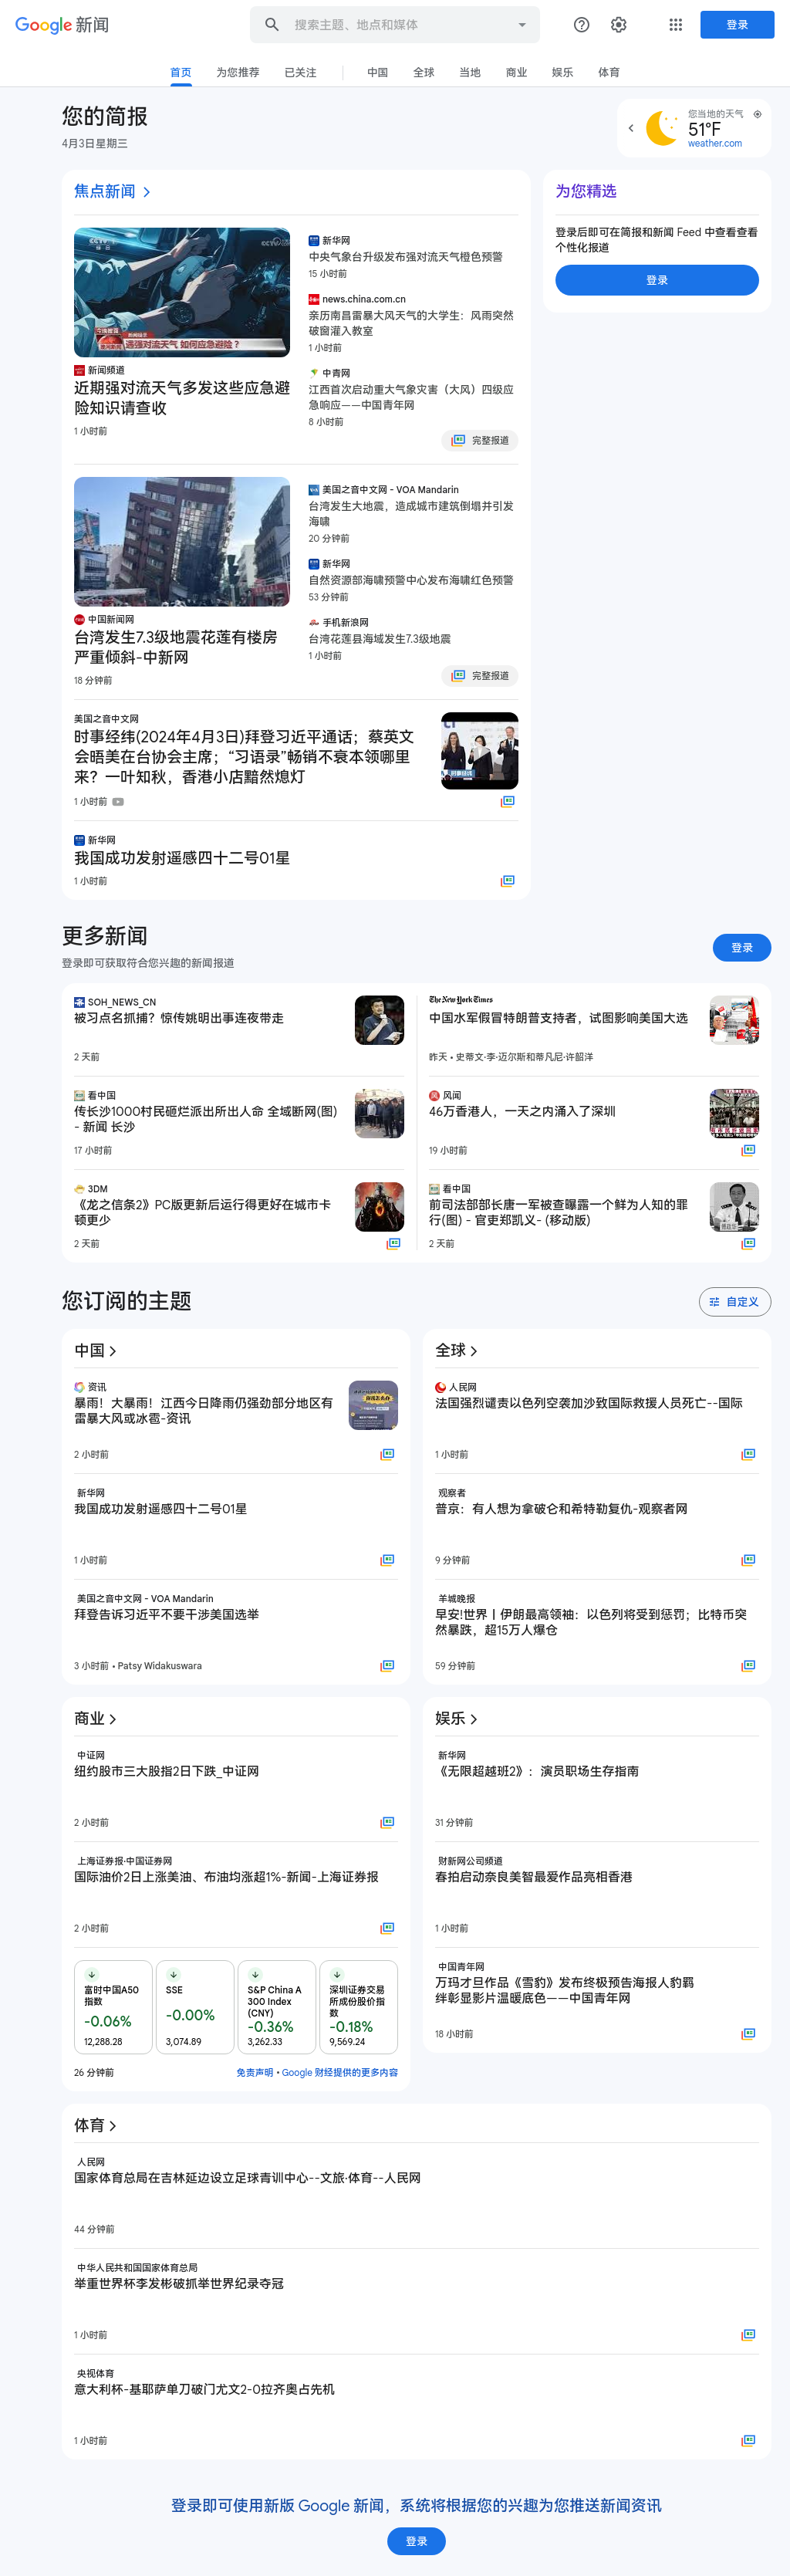 Google 新闻
搜索主题、地点和媒体
登录
首页
为您推荐
已关注
中国
全球
当地
商业
娱乐
体育
您的简报
4月3日星期三
您当地的天气
51°F
weather.com
焦点新闻
新闻频道
近期强对流天气多发这些应急避
险知识请查收
1 小时前
新华网
中央气象台升级发布强对流天气橙色预警
15 小时前
news.china.com.cn
亲历南昌雷暴大风天气的大学生：风雨突然
破窗灌入教室
1 小时前
中青网
江西首次启动重大气象灾害（大风）四级应
急响应——中国青年网
8 小时前
完整报道
为您精选
登录后即可在简报和新闻 Feed 中查看查看
个性化报道
登录
中国新闻网
台湾发生7.3级地震花莲有楼房
严重倾斜-中新网
18 分钟前
美国之音中文网 - VOA Mandarin
台湾发生大地震，造成城市建筑倒塌并引发
海啸
20 分钟前
新华网
自然资源部海啸预警中心发布海啸红色预警
53 分钟前
手机新浪网
台湾花莲县海域发生7.3级地震
1 小时前
完整报道
美国之音中文网
时事经纬(2024年4月3日)拜登习近平通话；蔡英文
会晤美在台协会主席；“习语录”畅销不衰本领哪里
来？一叶知秋，香港小店黯然熄灯
1 小时前
新华网
我国成功发射遥感四十二号01星
1 小时前
更多新闻
登录即可获取符合您兴趣的新闻报道
登录
SOH_NEWS_CN
被习点名抓捕？惊传姚明出事连夜带走
2 天前
看中国
传长沙1000村民砸烂派出所出人命 全域断网(图)
- 新闻 长沙
17 小时前
3DM
《龙之信条2》PC版更新后运行得更好在城市卡
顿更少
2 天前
The New York Times
中国水军假冒特朗普支持者，试图影响美国大选
昨天 • 史蒂文·李·迈尔斯和蒂凡尼·许韶洋
风闻
46万香港人，一天之内涌入了深圳
19 小时前
看中国
前司法部部长唐一军被查曝露一个鲜为人知的罪
行(图) - 官吏郑凯义- (移动版)
2 天前
您订阅的主题
自定义
中国
资讯
暴雨！大暴雨！江西今日降雨仍强劲部分地区有
雷暴大风或冰雹-资讯
2 小时前
新华网
我国成功发射遥感四十二号01星
1 小时前
美国之音中文网 - VOA Mandarin
拜登告诉习近平不要干涉美国选举
3 小时前 • Patsy Widakuswara
全球
人民网
法国强烈谴责以色列空袭加沙致国际救援人员死亡--国际
1 小时前
观察者
普京：有人想为拿破仑和希特勒复仇-观察者网
9 分钟前
羊城晚报
早安!世界丨伊朗最高领袖：以色列将受到惩罚；比特币突
然暴跌，超15万人爆仓
59 分钟前
商业
中证网
纽约股市三大股指2日下跌_中证网
2 小时前
上海证券报·中国证券网
国际油价2日上涨美油、布油均涨超1%-新闻-上海证券报
2 小时前
富时中国A50
指数
-0.06%
12,288.28
SSE
-0.00%
3,074.89
S&P China A
300 Index
(CNY)
-0.36%
3,262.33
深圳证券交易
所成份股价指
数
-0.18%
9,569.24
26 分钟前
免责声明 • Google 财经提供的更多内容
娱乐
新华网
《无限超越班2》：演员职场生存指南
31 分钟前
财新网公司频道
春拍启动奈良美智最爱作品亮相香港
1 小时前
中国青年网
万玛才旦作品《雪豹》发布终极预告海报人豹羁
绊彰显影片温暖底色——中国青年网
18 小时前
体育
人民网
国家体育总局在吉林延边设立足球青训中心--文旅·体育--人民网
44 分钟前
中华人民共和国国家体育总局
举重世界杯李发彬破抓举世界纪录夺冠
1 小时前
央视体育
意大利杯-基耶萨单刀破门尤文2-0拉齐奥占先机
1 小时前
登录即可使用新版 Google 新闻，系统将根据您的兴趣为您推送新闻资讯
登录